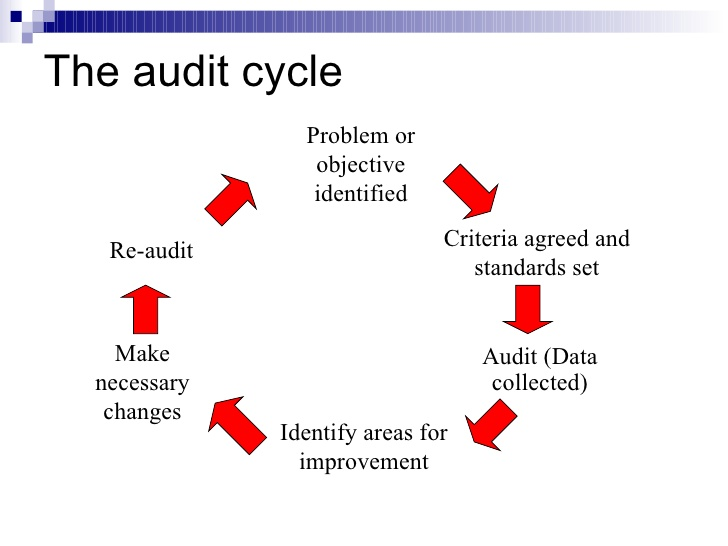 The audit cycle
Problem or
objective
identified
Criteria agreed and
standards set
Audit (Data
collected)
Identify areas for
improvement
Make
necessary
changes
Re-audit